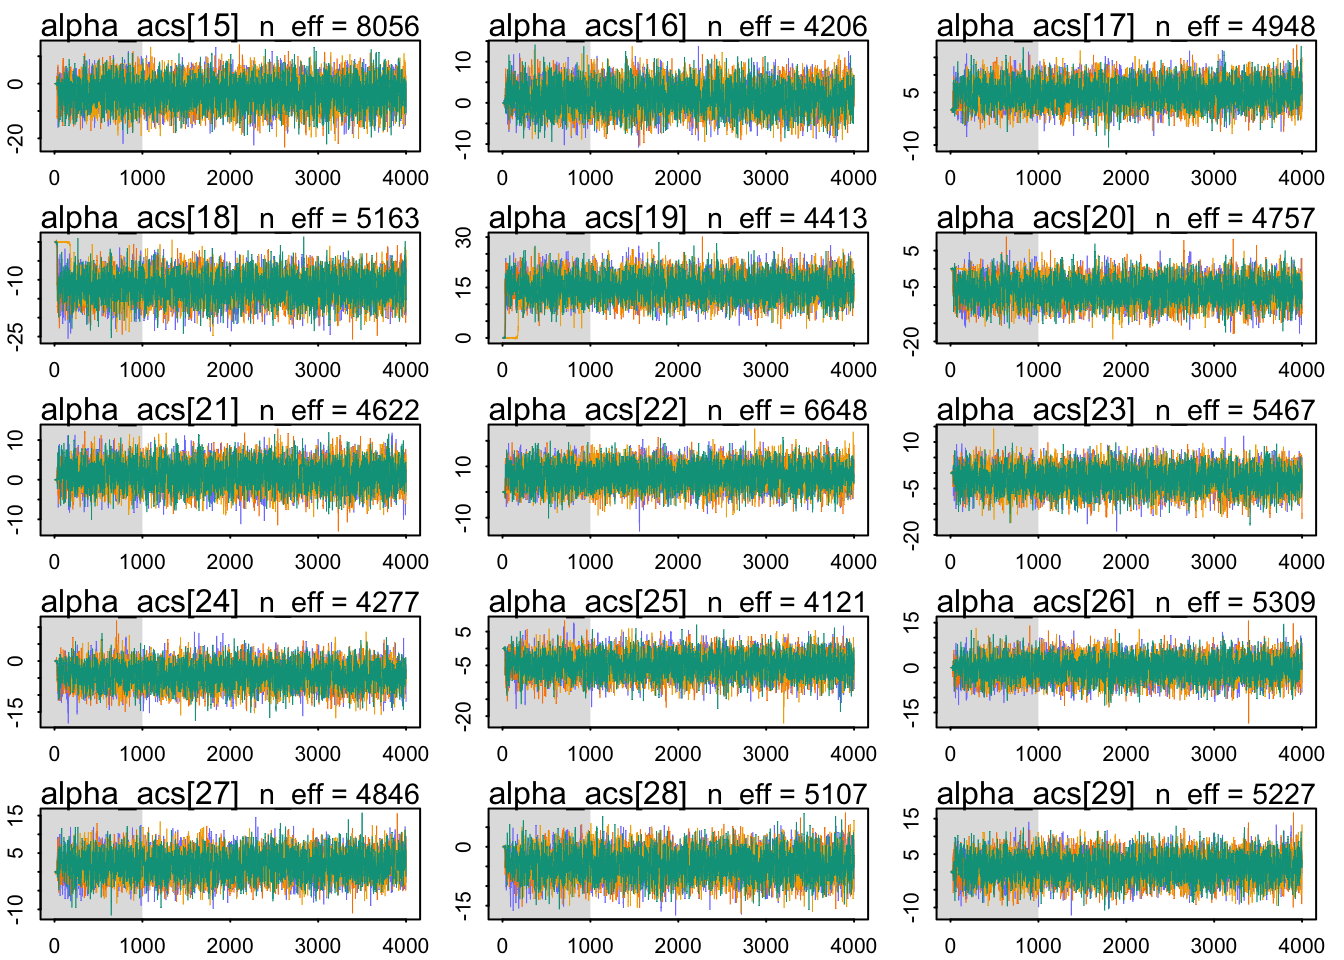 alpha_acs[15] n_eff = 8056
0
-20
0 1000 2000 3000 4000
alpha_acs[16] n_eff = 4206
10
0
-10
0 1000 2000 3000 4000
alpha_acs[17] n_eff = 4948
5
-10
0 1000 2000 3000 4000
alpha_acs[18] n_eff = 5163
-10
-25
0 1000 2000 3000 4000
alpha_acs[19] n_eff = 4413
30
15
0
0 1000 2000 3000 4000
alpha_acs[20] n_eff = 4757
5
-5
-20
0 1000 2000 3000 4000
alpha_acs[21] n_eff = 4622
10
0
-10
0 1000 2000 3000 4000
alpha_acs[22] n_eff = 6648
10
-10
0 1000 2000 3000 4000
alpha_acs[23] n_eff = 5467
10
-5
-20
0 1000 2000 3000 4000
alpha_acs[24] n_eff = 4277
0
-15
0 1000 2000 3000 4000
alpha_acs[25] n_eff = 4121
5
-5
-20
0 1000 2000 3000 4000
alpha_acs[26] n_eff = 5309
15
0
-15
0 1000 2000 3000 4000
alpha_acs[27] n_eff = 4846
15
5
-10
0 1000 2000 3000 4000
alpha_acs[28] n_eff = 5107
0
-15
0 1000 2000 3000 4000
alpha_acs[29] n_eff = 5227
15
5
-10
0 1000 2000 3000 4000